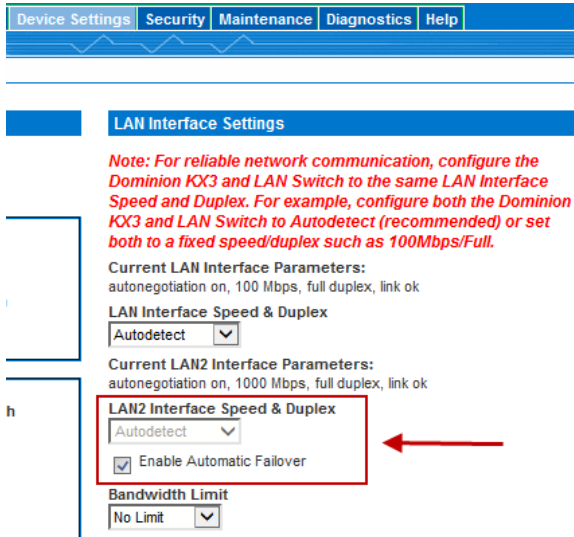 Device Settings Security Maintenance Diagnostics Help
LAN Interface Settings
Note: For reliable network communication, configure the
Dominion KX3 and LAN Switch to the same LAN Interface
Speed and Duplex. For example, configure both the Dominion
KX3 and LAN Switch to Autodetect (recommended) or set
both to a fixed speed/duplex such as 100Mbps/Full.
Current LAN Interface Parameters:
autonegotiation on, 100 Mbps, full duplex, link ok
LAN Interface Speed & Duplex
Autodetect
Current LAN2 Interface Parameters:
autonegotiation on, 1000 Mbps, full duplex, link ok
h
LAN2 Interface Speed & Duplex
Autodetect
Enable Automatic Failover
Bandwidth Limit
No Limit